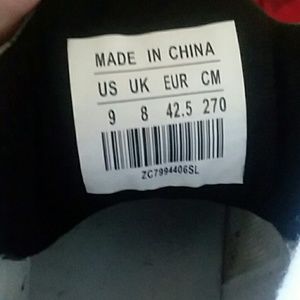 MADE IN CHINA
US UK EUR CM
9 8 42.5 270
ZC7994406SL